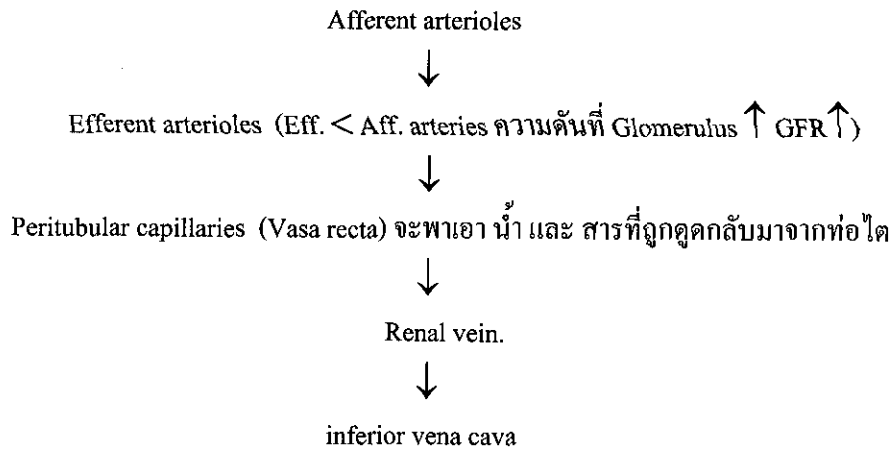 Afferent arterioles
↓
Efferent arterioles (Eff. < Aff. arteries ความดันที่ Glomerulus ↑ GFR↑)
↓
Peritubular capillaries (Vasa recta) จะพาเอา น้ำ และ สารที่ถูกดูดกลับมาจากท่อไต
↓
Renal vein.
↓
inferior vena cava